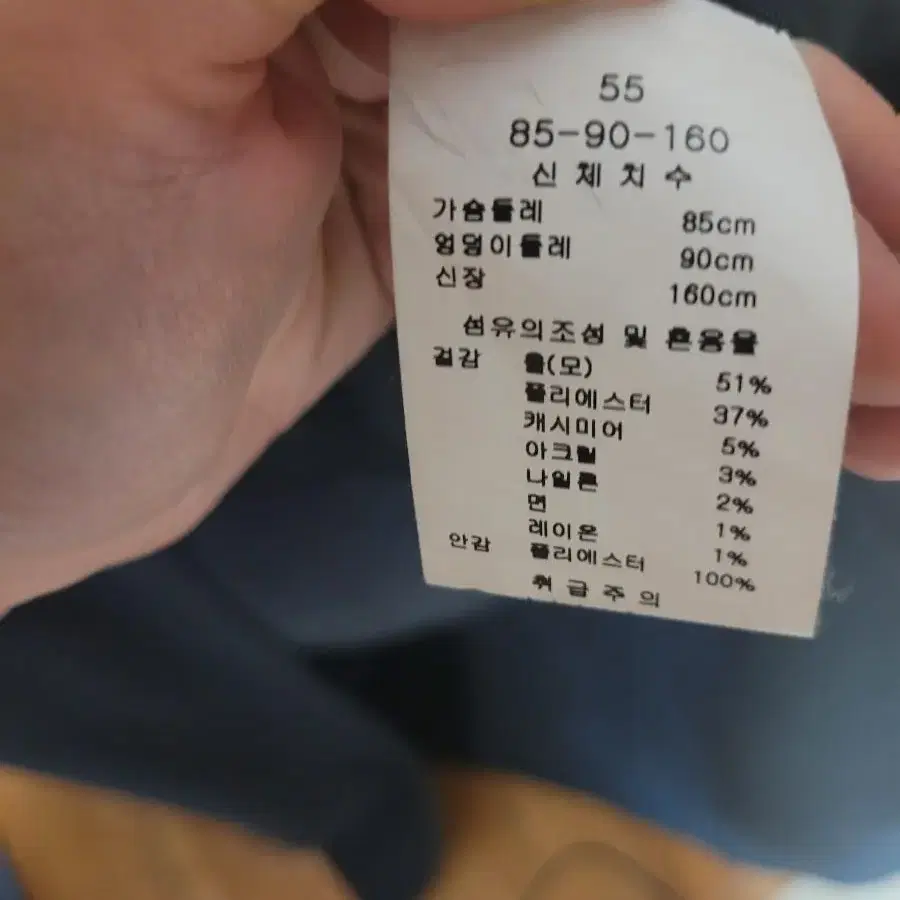 55
85-90-160
신체치수
가슴둘레 85cm
엉덩이둘레 90cm
신장 160cm
섬유의조성 및 혼용율
겉감 울(모) 51%
폴리에스터 37%
캐시미어 5%
아크릴 3%
나일론 2%
면 1%
레이온 1%
안감 폴리에스터 100%
취급주의